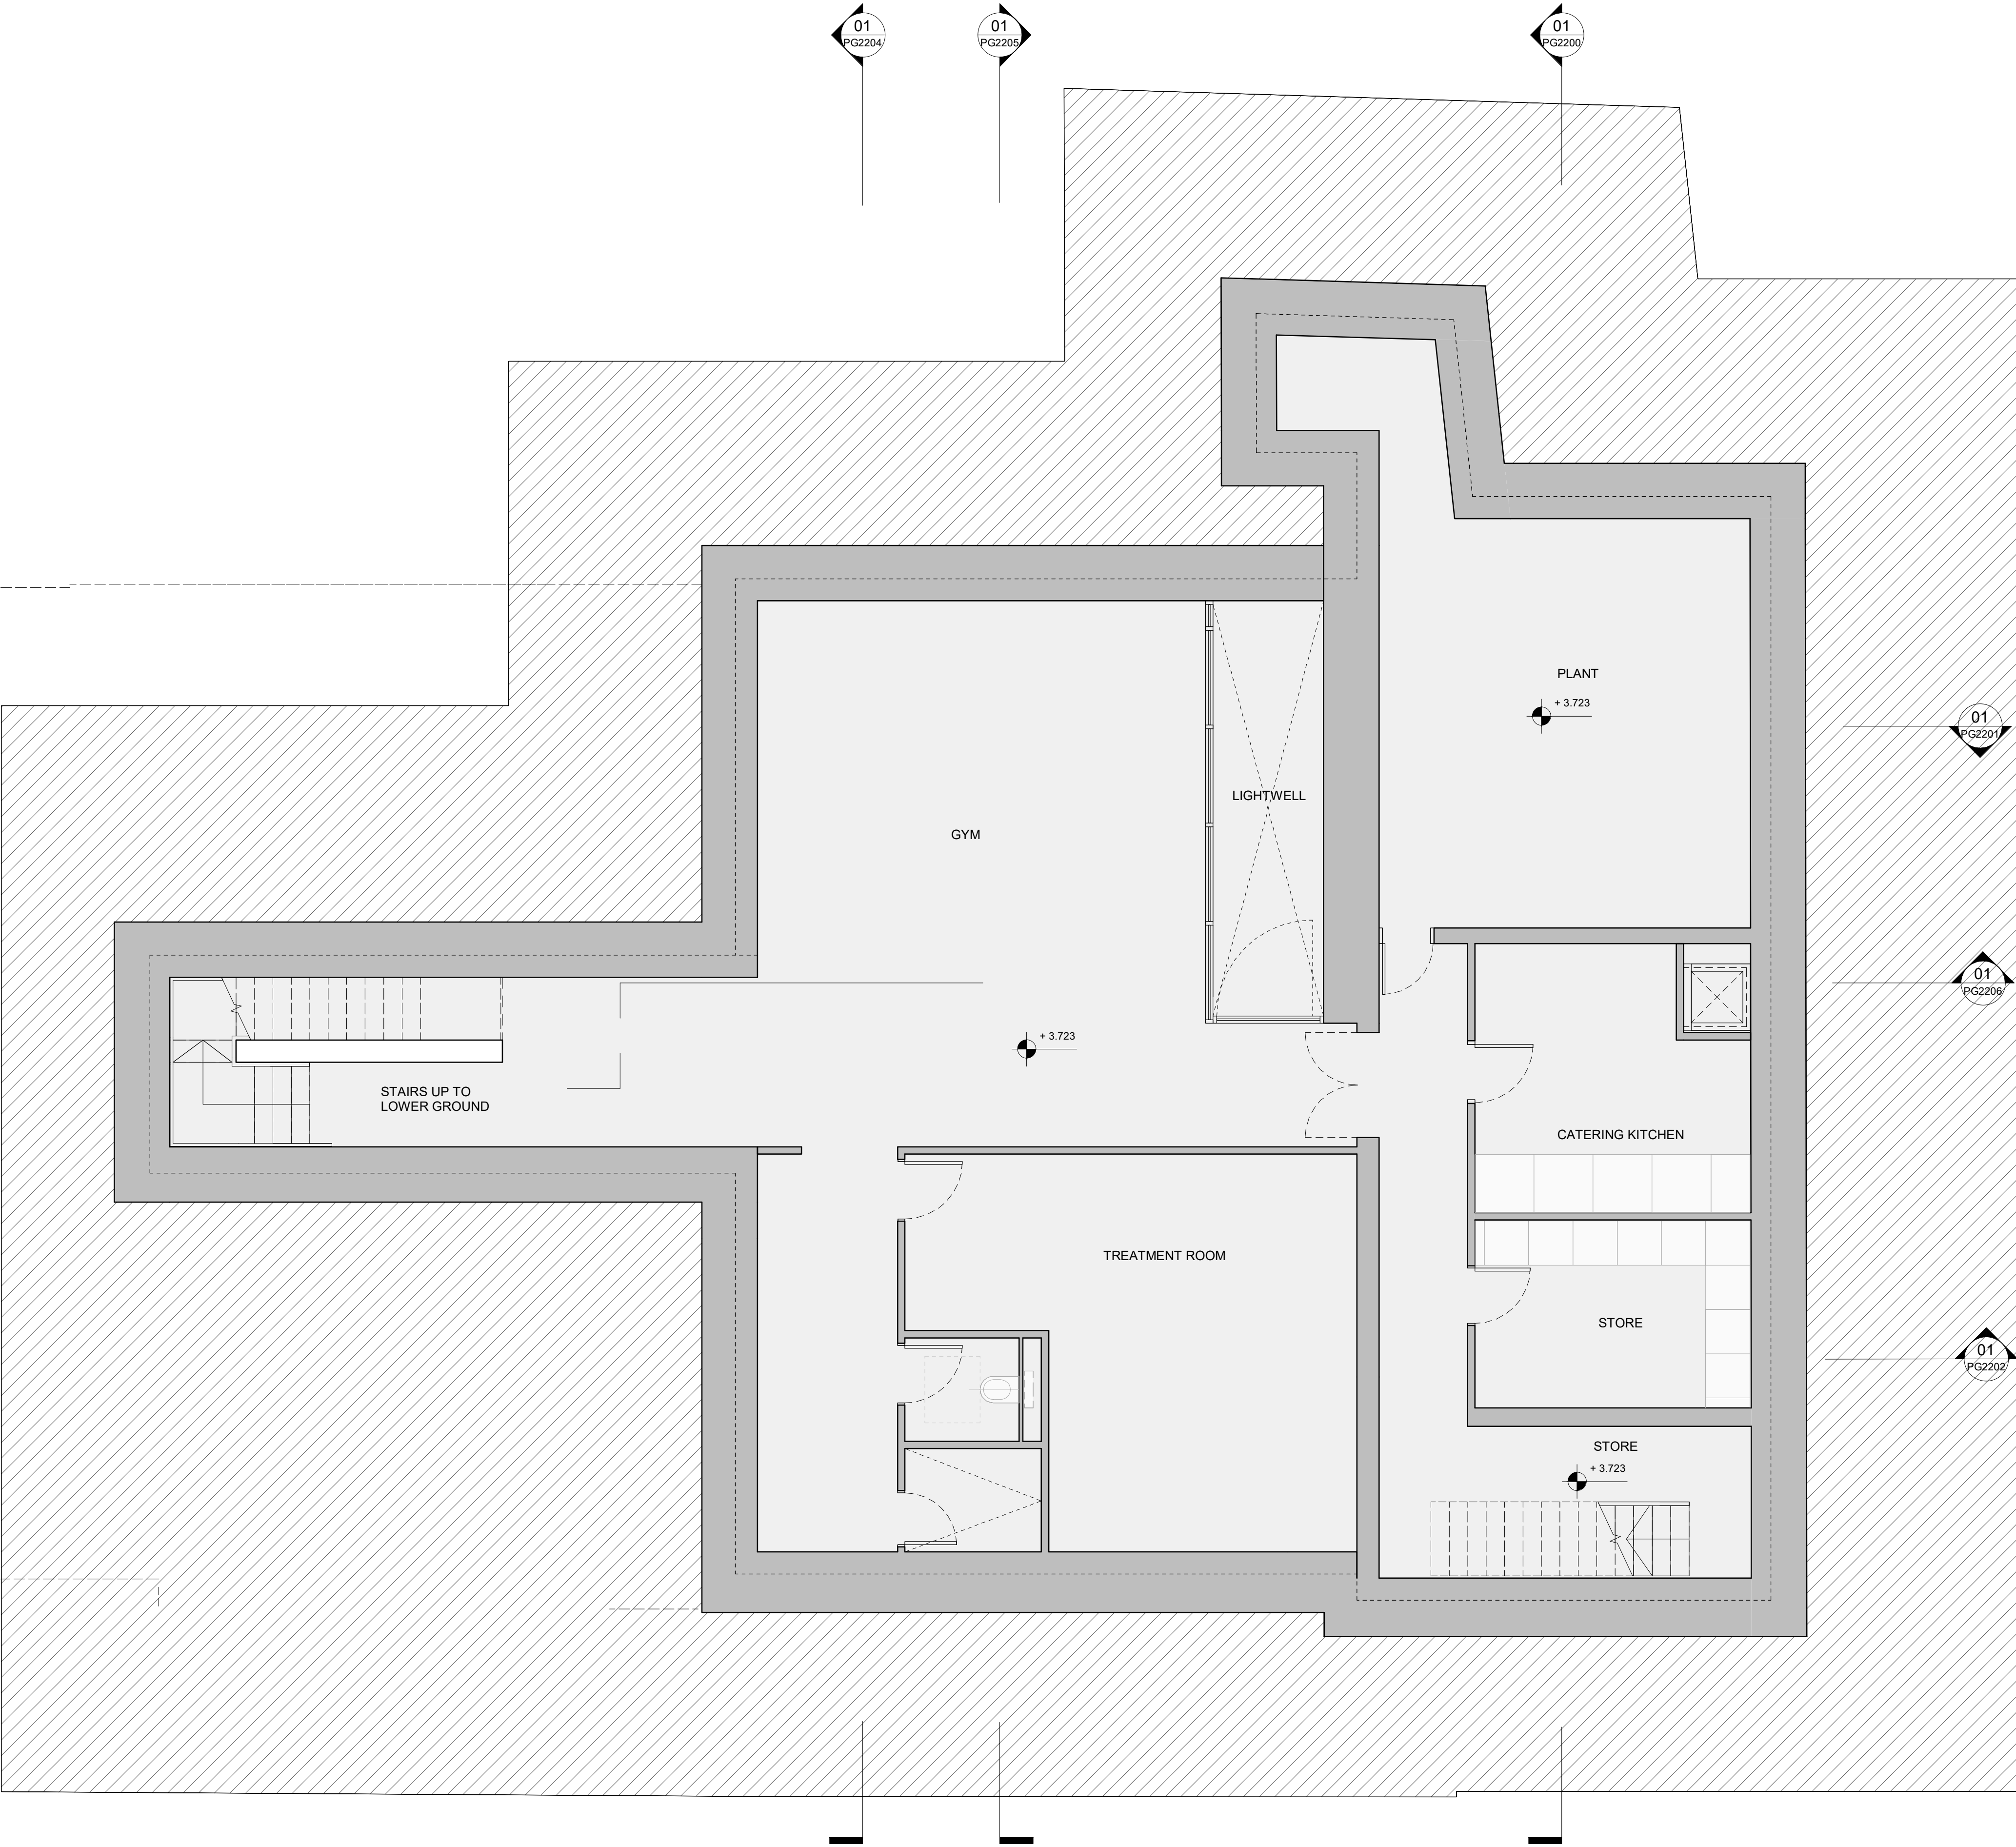 01
PG2204
01
PG2205
01
PG2200
PLANT
+ 3.723
01
PG2201
LIGHTWELL
GYM
01
PG2206
+ 3.723
STAIRS UP TO
LOWER GROUND
CATERING KITCHEN
TREATMENT ROOM
STORE
01
PG2202
STORE
+ 3.723